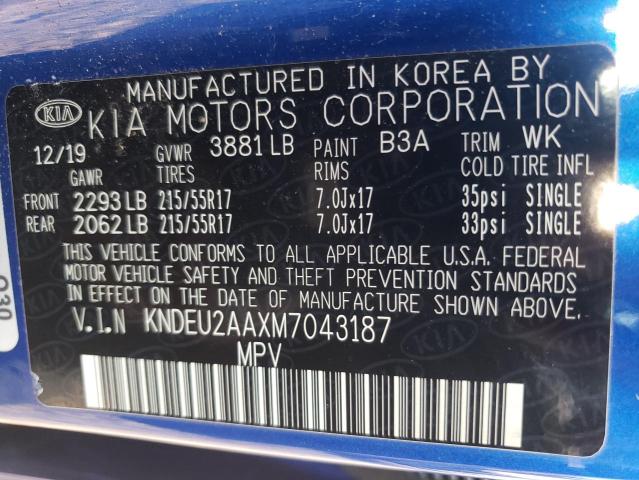 MANUFACTURED IN KOREA BY
KIA KIA MOTORS CORPORATION
12/19 GVWR 3881 LB PAINT B3A TRIM WK
GAWR TIRES RIMS COLD TIRE INFL
FRONT 2293 LB 215/55R17 7.0Jx17 35psi SINGLE
REAR 2062 LB 215/55R17 7.0Jx17 33psi SINGLE
THIS VEHICLE CONFORMS TO ALL APPLICABLE U.S.A. FEDERAL
MOTOR VEHICLE SAFETY AND THEFT PREVENTION STANDARDS
IN EFFECT ON THE DATE OF MANUFACTURE SHOWN ABOVE.
V.I.N KNDEU2AAXM7043187
MPV
030